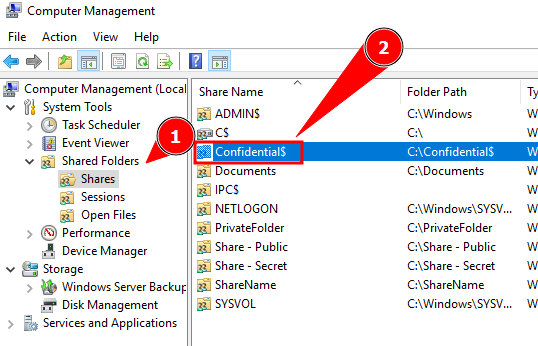 Computer Management
File Action View Help
Computer Management (Local
System Tools
Task Scheduler
Event Viewer
Shared Folders
Shares
Sessions
Open Files
Performance
Device Manager
Storage
Windows Server Backup
Disk Management
Services and Applications
1
2
Share Name Folder Path Ty
ADMIN$ C:\Windows W
C$ C:\ W
Confidential$ C:\Confidential$ W
Documents C:\Documents W
IPC$ W
NETLOGON C:\Windows\SYSV... W
PrivateFolder C:\PrivateFolder W
Share - Public C:\Share - Public W
Share - Secret C:\Share - Secret W
ShareName C:\ShareName W
SYSVOL C:\Windows\SYSV... W